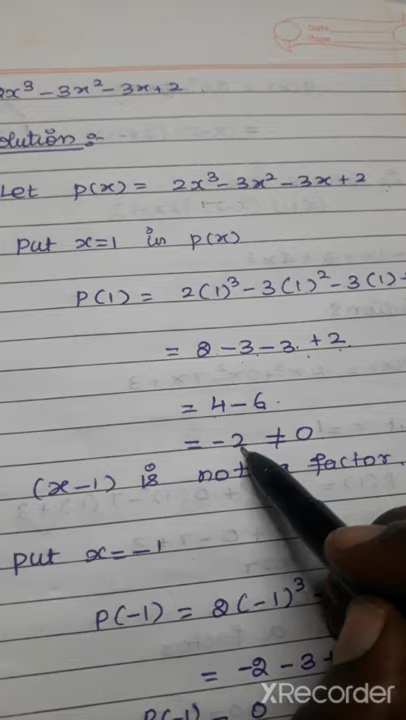 2x³ - 3x² - 3x + 2
Solution :-
Let p(x) = 2x³ - 3x² - 3x + 2
put x=1 in p(x)
P(1) = 2(1)³ - 3(1)² - 3(1) +
= 2 - 3 - 3 + 2
= 4 - 6
= -2 ≠ 0
(x-1) is not a factor.
put x = -1
P(-1) = 2(-1)³ -
= -2 - 3 +
P(-1) = 0
XRecorder